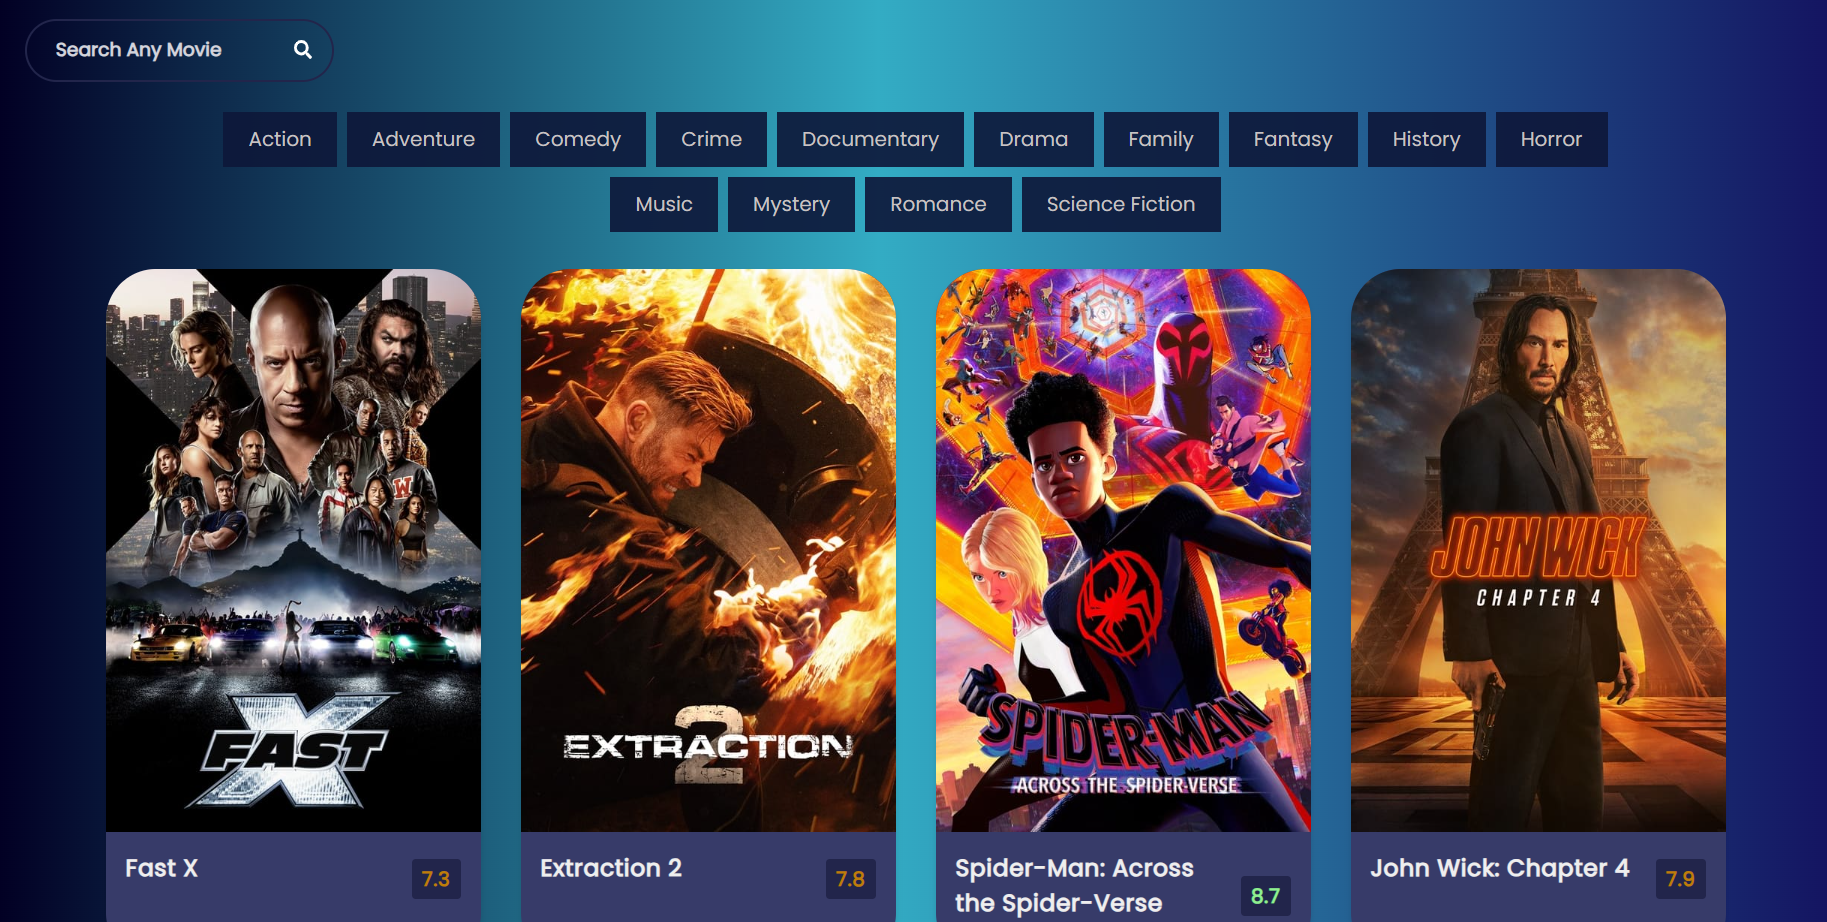 Search Any Movie
Action Adventure Comedy Crime Documentary Drama Family Fantasy History Horror
Music Mystery Romance Science Fiction
FAST X
2
EXTRACTION
SPIDER-MAN
ACROSS THE SPIDER-VERSE
JOHN WICK
CHAPTER 4
W
Fast X
7.3
Extraction 2
7.8
Spider-Man: Across
the Spider-Verse
8.7
John Wick: Chapter 4
7.9